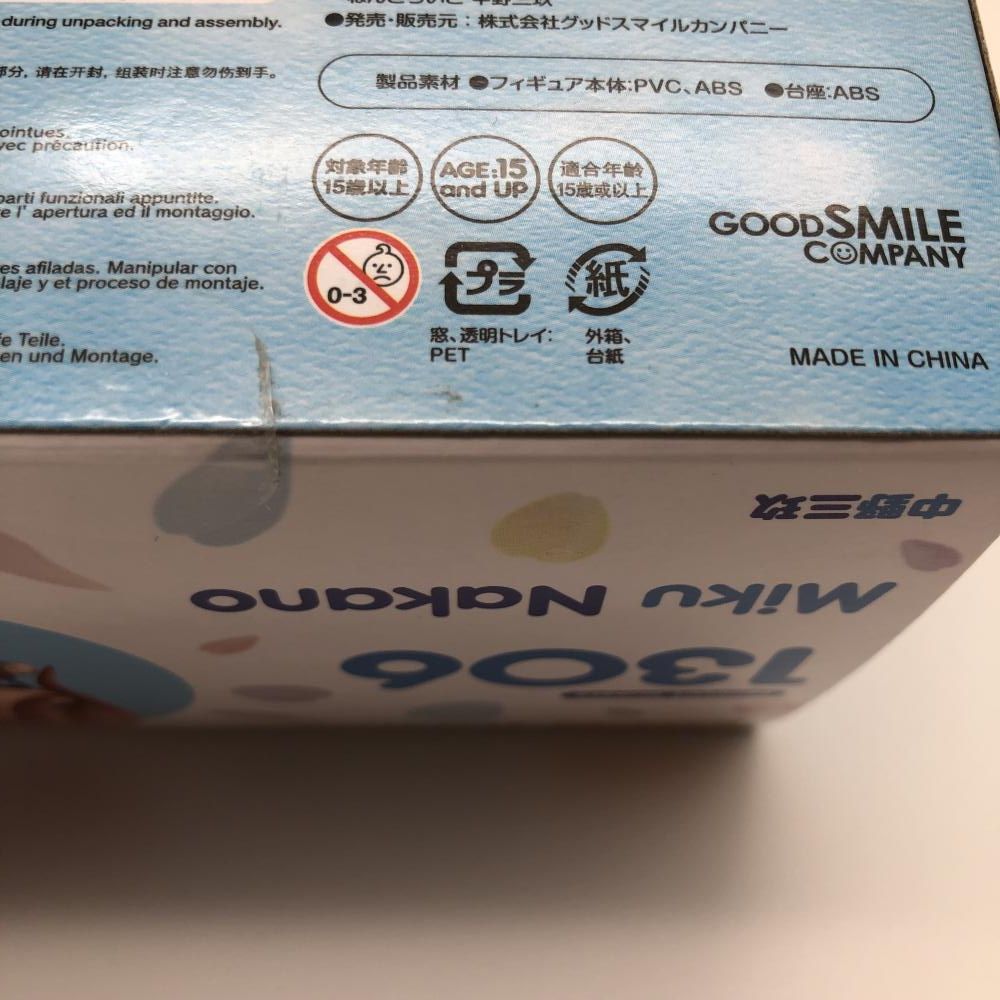 during unpacking and assembly.
●発売・販売元：株式会社グッドスマイルカンパニー
部分，请在开封，组装时注意勿伤到手。
製品素材 ●フィギュア本体:PVC、ABS ●台座:ABS
ointues.
vec précaution.
対象年齢
15歳以上
AGE:15
and UP
適合年齡
15歲或以上
parti funzionali appuntite.
e l' apertura ed il montaggio.
GOODSMILE
COMPANY
es afiladas. Manipular con
laje y et proceso de montaje.
0-3
プラ
紙
窓、透明トレイ:
PET
外箱、
台紙
fe Teile.
en und Montage.
MADE IN CHINA
中野三玖
Miku Nakano
1306